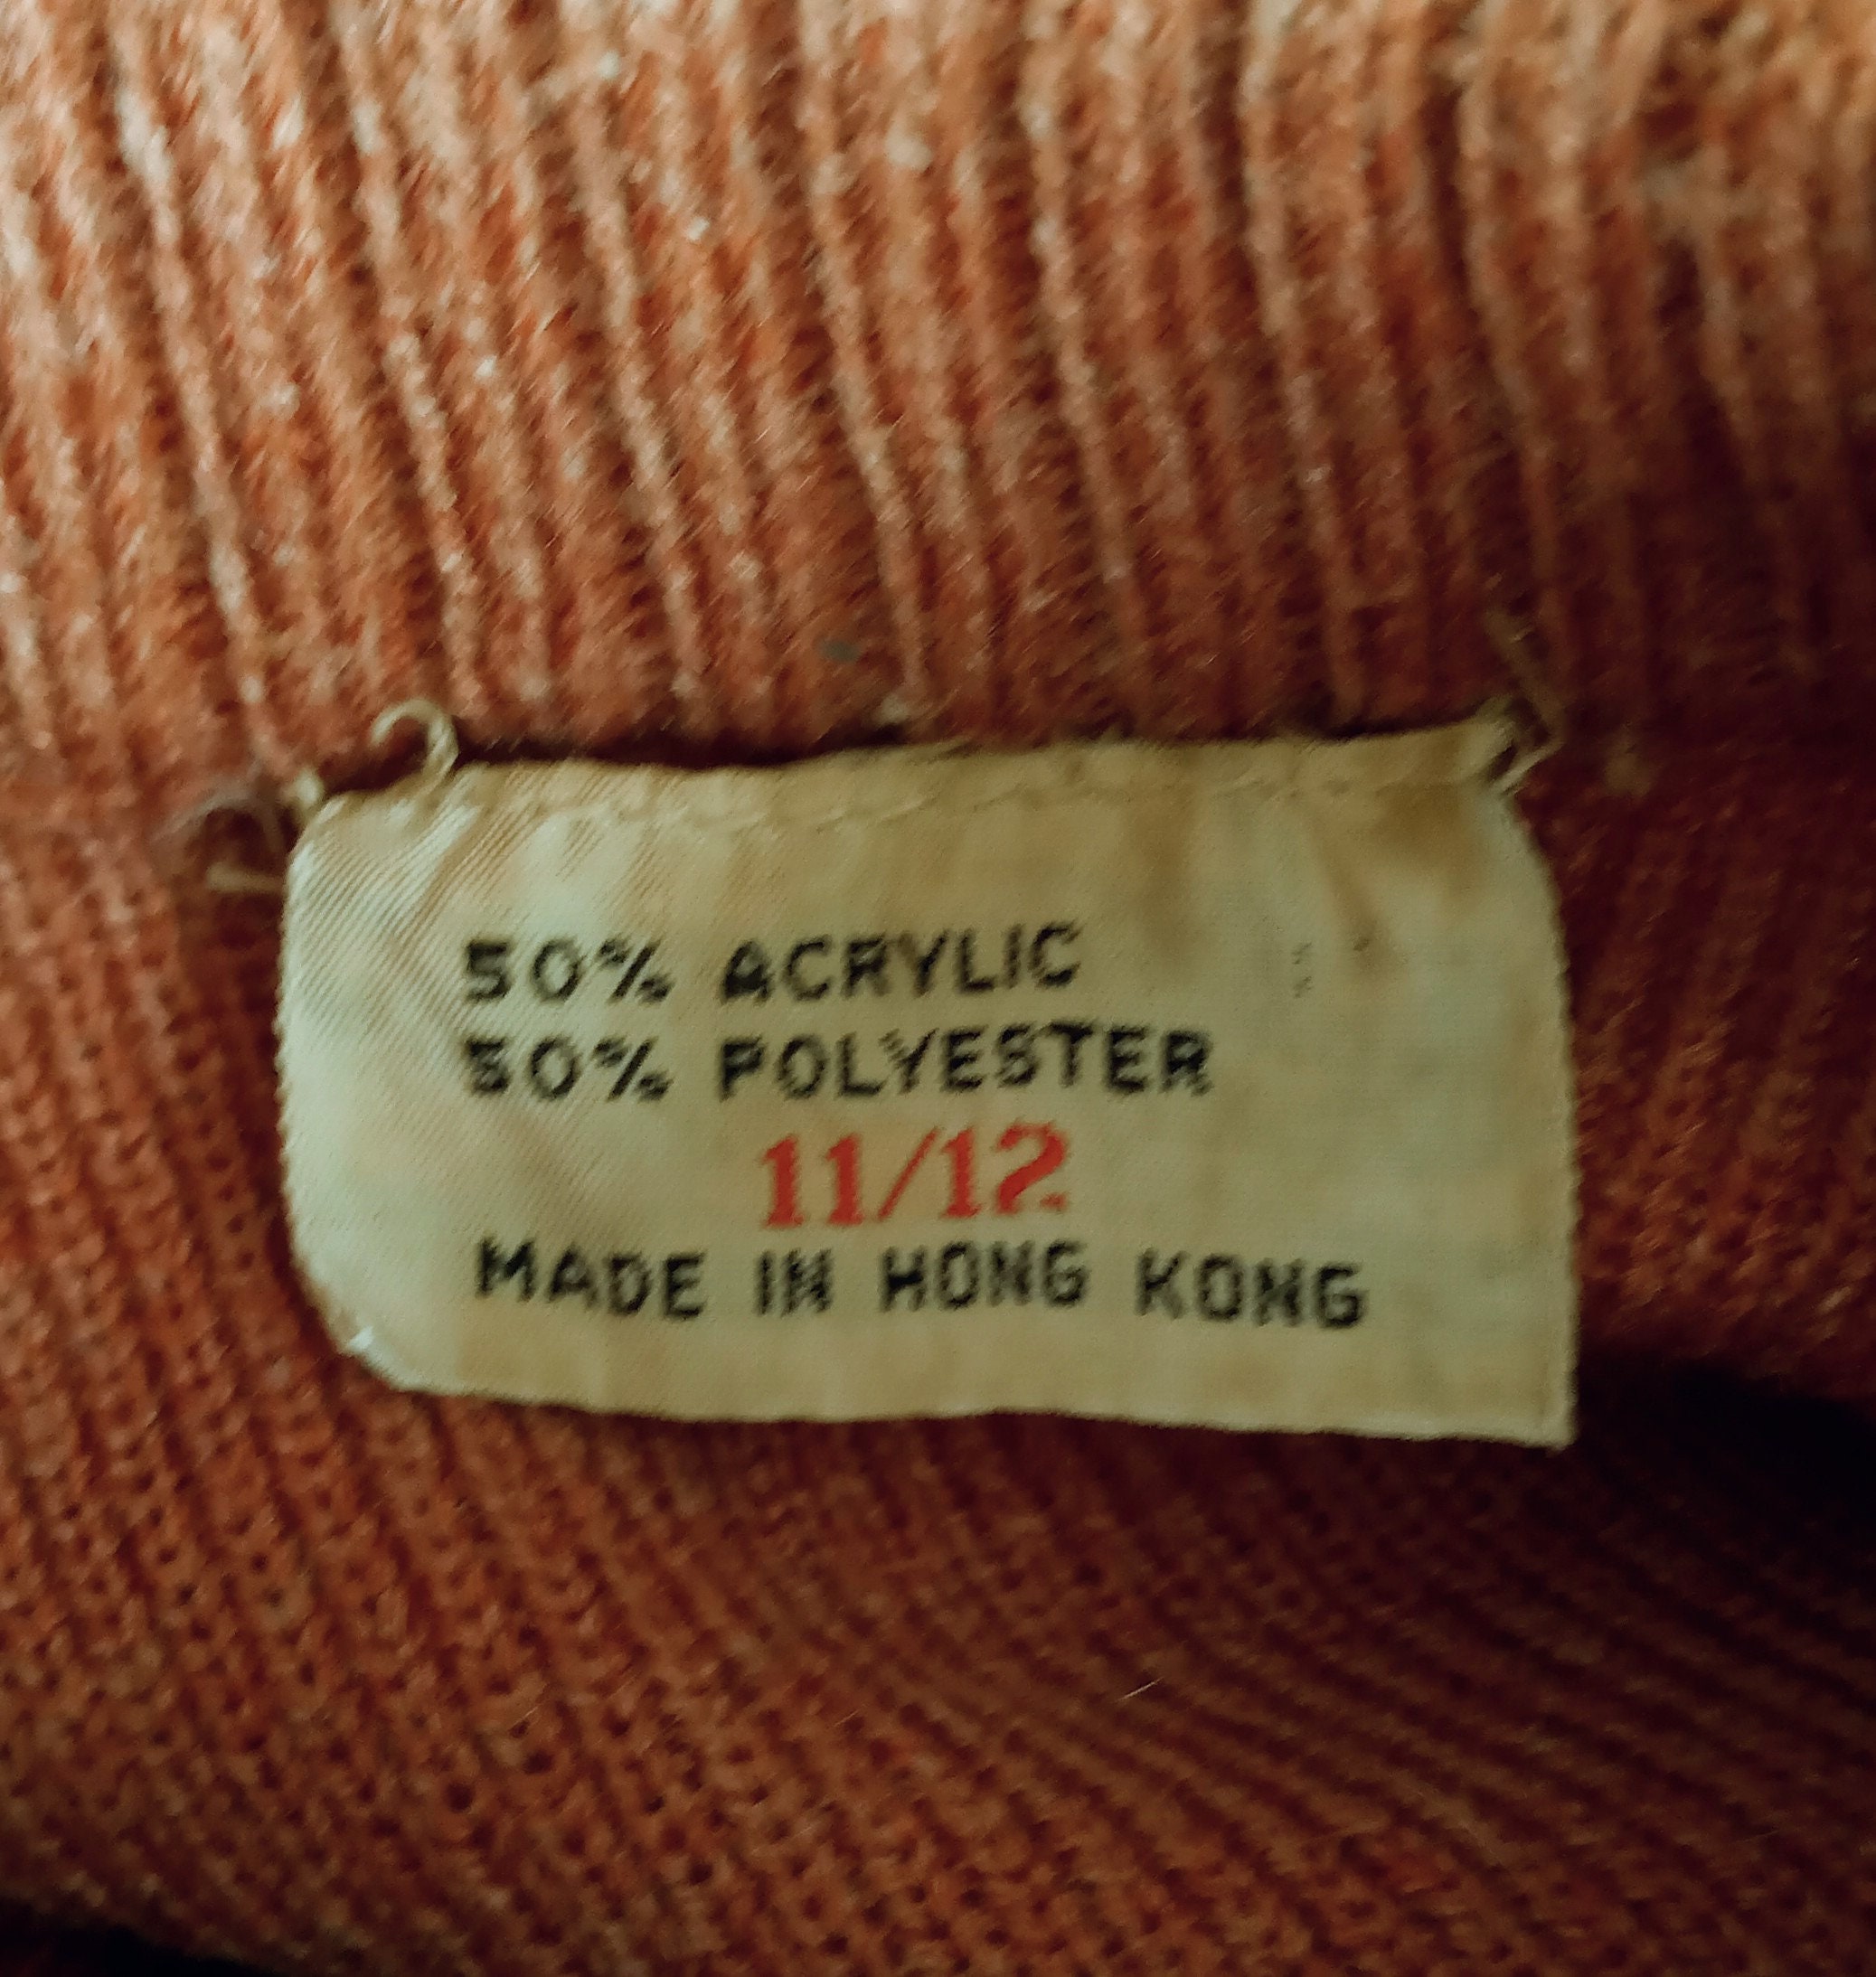 50% ACRYLIC
50% POLYESTER
11/12
MADE IN HONG KONG